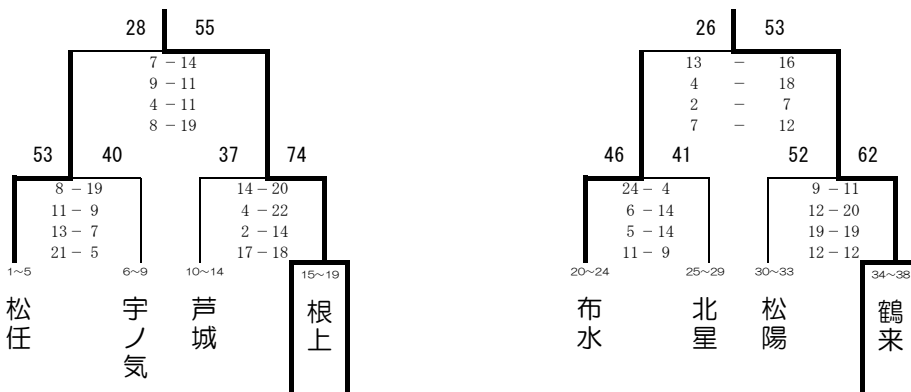 28 55
7 － 14
9 － 11
4 － 11
8 － 19
53 40
37 74
8 － 19
11 － 9
13 － 7
21 － 5
14 － 20
4 － 22
2 － 14
17 － 18
1～5
6～9
10～14
15～19
松任
宇ノ気
芦城
根上
26 53
13 － 16
4 － 18
2 － 7
7 － 12
46 41
52 62
24 － 4
6 － 14
5 － 14
11 － 9
9 － 11
12 － 20
19 － 19
12 － 12
20～24
25～29
30～33
34～38
布水
北星
松陽
鶴来